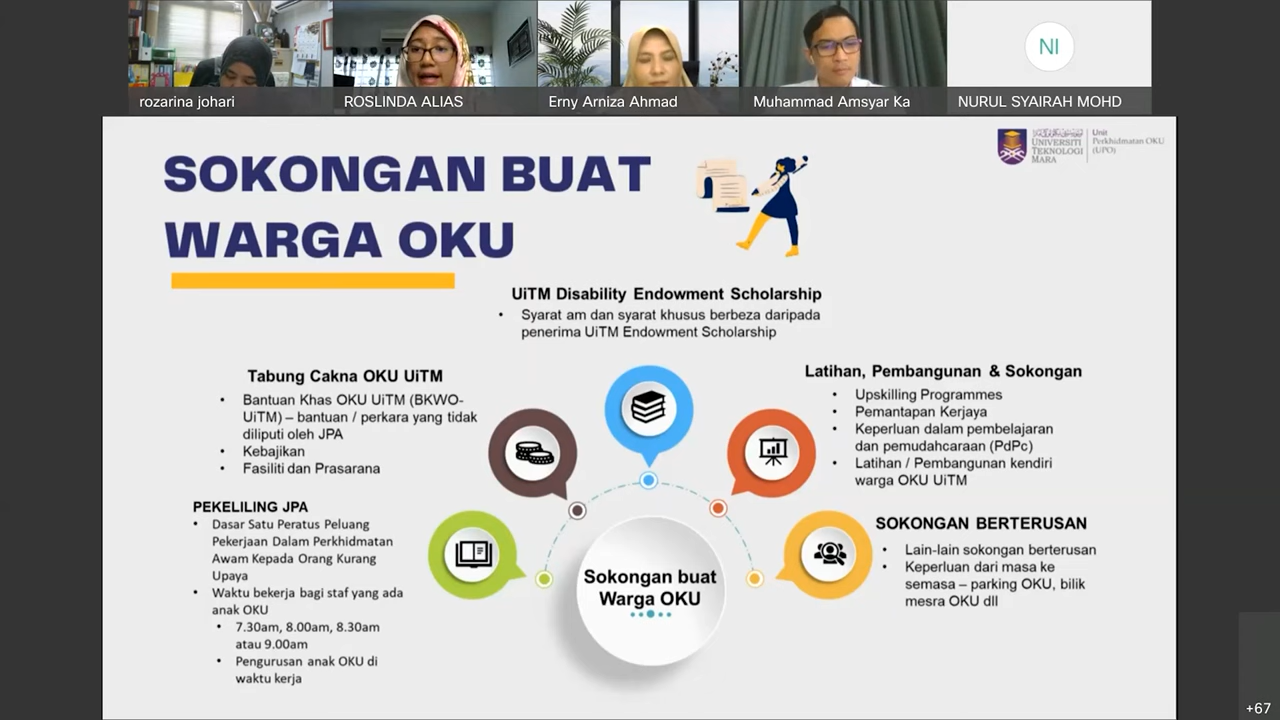 NI
rozarina johari
ROSLINDA ALIAS
Erny Arniza Ahmad
Muhammad Amsyar Ka
NURUL SYAIRAH MOHD
UNIVERSITI
TEKNOLOGI
MARA
Unit
Perkhidmatan OKU
(UPO)
SOKONGAN BUAT
WARGA OKU
UiTM Disability Endowment Scholarship
• Syarat am dan syarat khusus berbeza daripada
penerima UiTM Endowment Scholarship
Tabung Cakna OKU UiTM
• Bantuan Khas OKU UiTM (BKWO-
UiTM) – bantuan / perkara yang tidak
diliputi oleh JPA
• Kebajikan
• Fasiliti dan Prasarana
Latihan, Pembangunan & Sokongan
• Upskilling Programmes
• Pemantapan Kerjaya
• Keperluan dalam pembelajaran
dan pemudahcaraan (PdPc)
• Latihan / Pembangunan kendiri
warga OKU UiTM
PEKELILING JPA
• Dasar Satu Peratus Peluang
Pekerjaan Dalam Perkhidmatan
Awam Kepada Orang Kurang
Upaya
• Waktu bekerja bagi staf yang ada
anak OKU
• 7.30am, 8.00am, 8.30am
atau 9.00am
• Pengurusan anak OKU di
waktu kerja
SOKONGAN BERTERUSAN
• Lain-lain sokongan berterusan
• Keperluan dari masa ke
semasa – parking OKU, bilik
mesra OKU dll
Sokongan buat
Warga OKU
+67